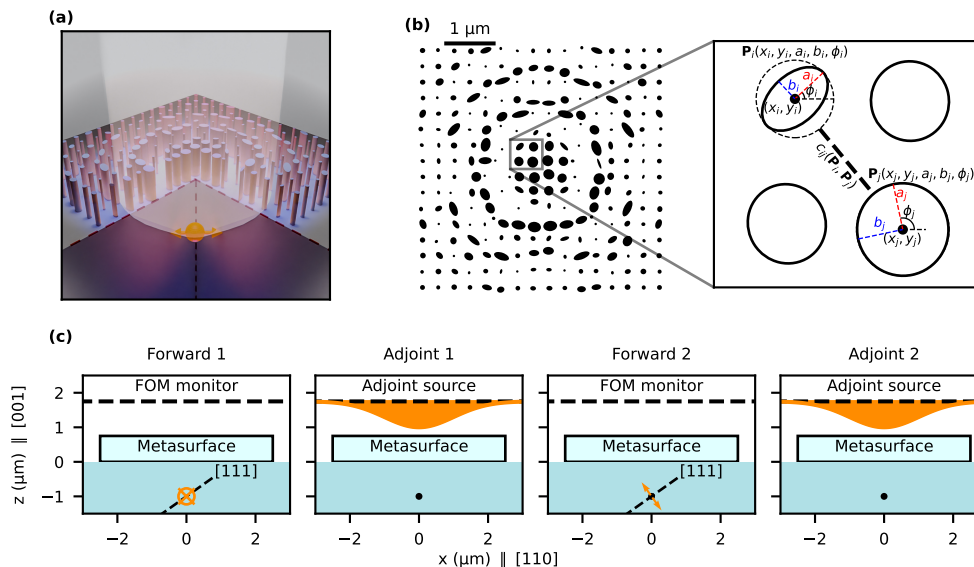 (a)
(b)
1 μm
P_i(x_i, y_i, a_i, b_i, ϕ_i)
a_i
b_i
ϕ_i
(x_i, y_i)
c_ij(P_i, P_j)
P_j(x_j, y_j, a_j, b_j, ϕ_j)
a_j
ϕ_j
b_j
(x_j, y_j)
(c)
Forward 1
Adjoint 1
Forward 2
Adjoint 2
z (μm) ∥ [001]
2
1
0
−1
FOM monitor
Metasurface
[111]
Adjoint source
Metasurface
FOM monitor
Metasurface
[111]
Adjoint source
Metasurface
−2 0 2
−2 0 2
−2 0 2
−2 0 2
x (μm) ∥ [110]